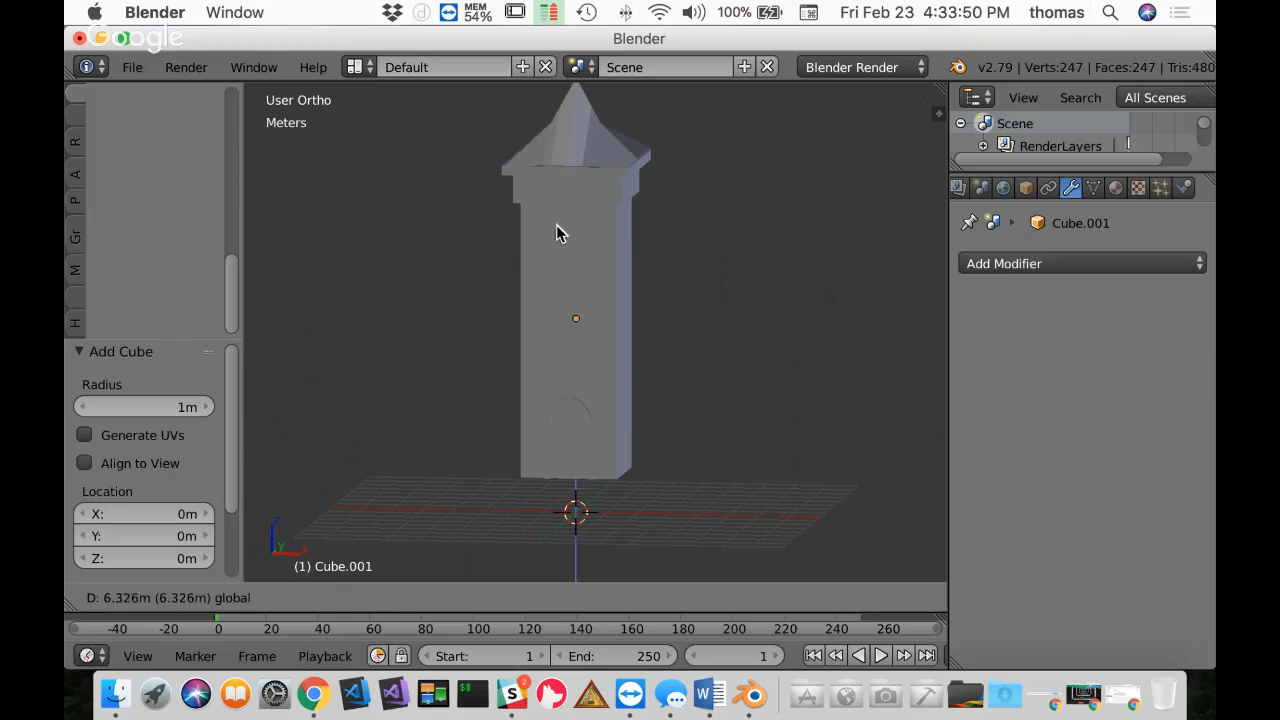 Blender Window MEM 54% 100% Fri Feb 23 4:33:50 PM thomas
Google
Blender
File Render Window Help Default Scene Blender Render v2.79 | Verts:247 | Faces:247 | Tris:480
User Ortho
Meters
View Search All Scenes
Scene
RenderLayers
R
A
P
Gr
M
H
Cube.001
Add Modifier
Add Cube
Radius
1m
Generate UVs
Align to View
Location
X: 0m
Y: 0m
Z: 0m
z
y
x
(1) Cube.001
D: 6.326m (6.326m) global
-40 -20 0 20 40 60 80 100 120 140 160 180 200 220 240 260
View Marker Frame Playback Start: 1 End: 250 1
2